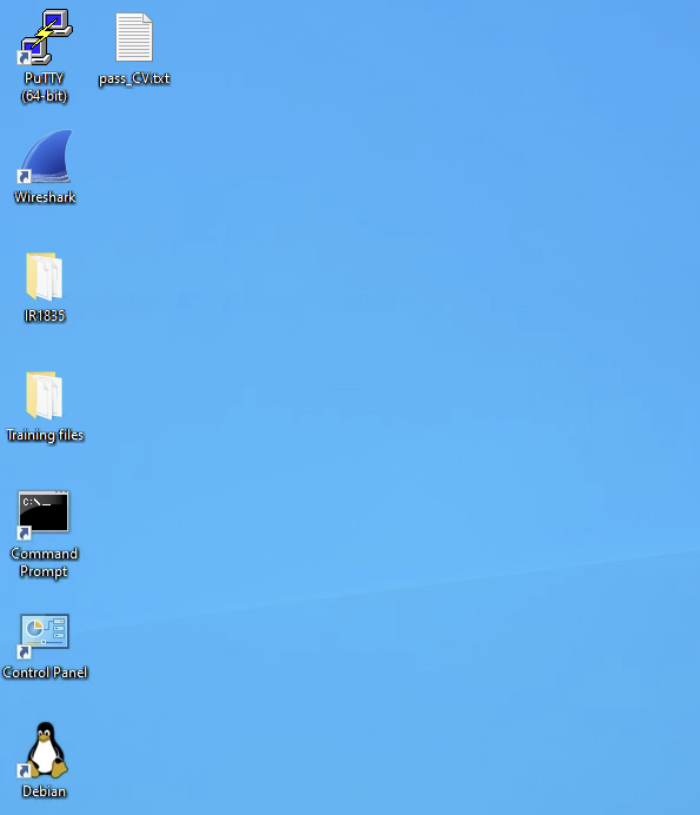 PuTTY
(64-bit)
pass_CV.txt
Wireshark
IR1835
Training files
C:\_
Command
Prompt
Control Panel
Debian